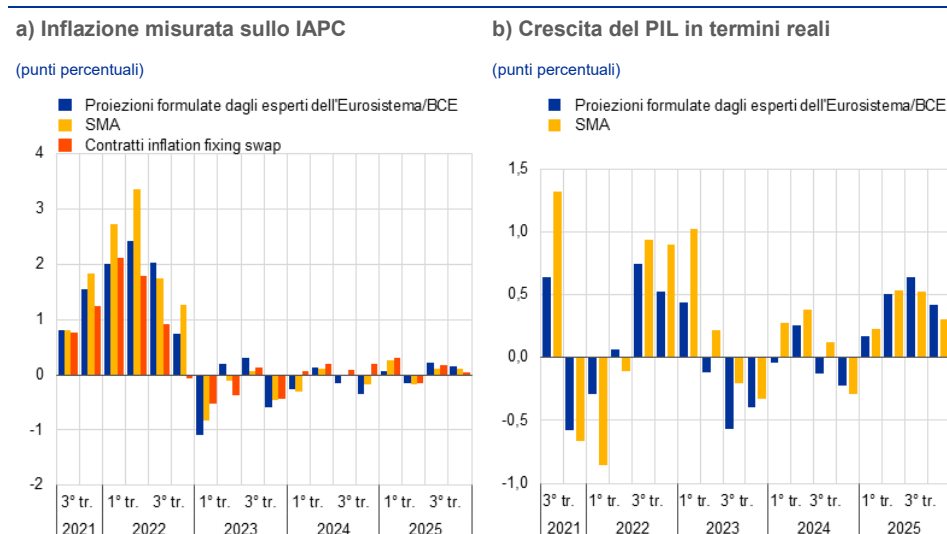 a) Inflazione misurata sullo IAPC
(punti percentuali)
Proiezioni formulate dagli esperti dell'Eurosistema/BCE
SMA
Contratti inflation fixing swap
4
3
2
1
0
-1
-2
3° tr. 1° tr. 3° tr. 1° tr. 3° tr. 1° tr. 3° tr. 1° tr. 3° tr.
2021 2022 2023 2024 2025
b) Crescita del PIL in termini reali
(punti percentuali)
Proiezioni formulate dagli esperti dell'Eurosistema/BCE
SMA
1,5
1,0
0,5
0,0
-0,5
-1,0
3° tr. 1° tr. 3° tr. 1° tr. 3° tr. 1° tr. 3° tr. 1° tr. 3° tr.
2021 2022 2023 2024 2025